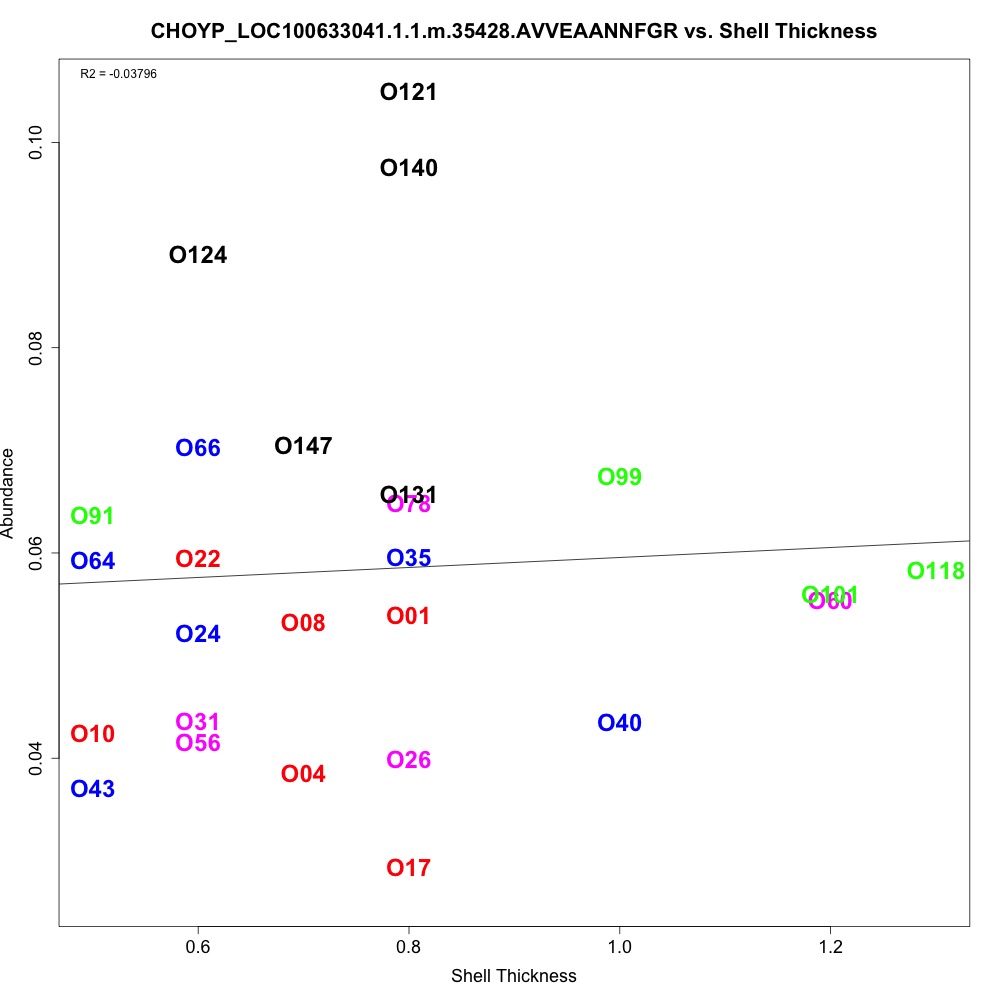 CHOYP_LOC100633041.1.1.m.35428.AVVEAANNFGR vs. Shell Thickness
R2 = -0.03796
O121
0.10
O140
O124
0.08
O66
O147
O99
O131
O78
O91
Abundance
0.06
O64
O22
O35
O118
O101
O60
O08
O01
O24
O31
O40
O10
O56
0.04
O26
O04
O43
O17
0.6
0.8
1.0
1.2
Shell Thickness